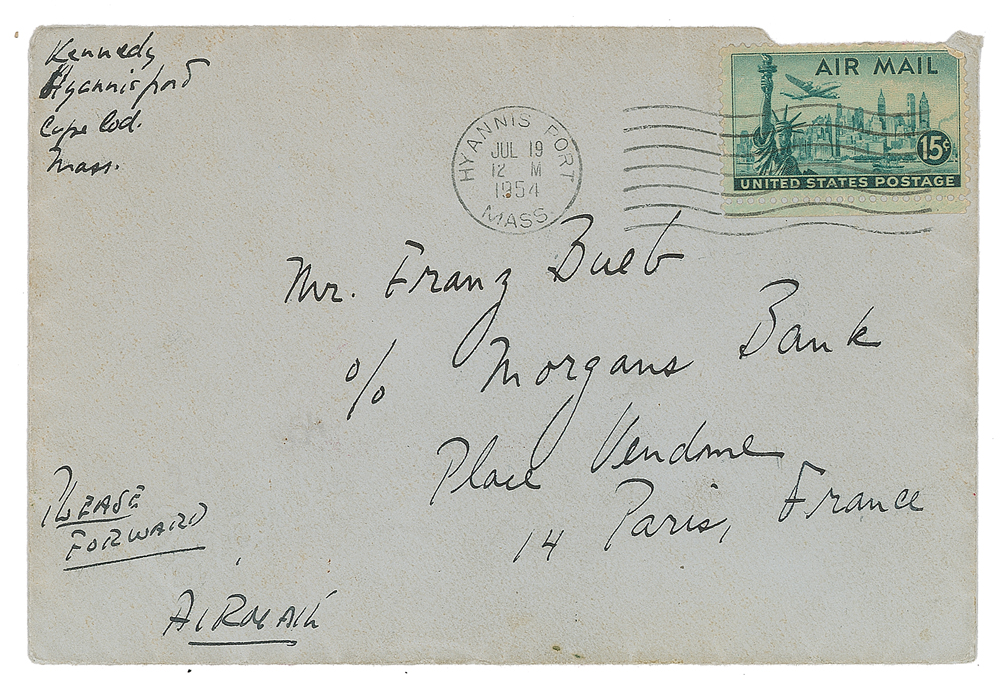 Kennedy
Hyannisport
Cape Cod.
Mass.
AIR MAIL
15¢
UNITED STATES POSTAGE
HYANNIS PORT
JUL 19
12 M
1954
MASS.
Mr. Franz Bueb
c/o Morgans Bank
Place Vendome
14 Paris, France
PLEASE
FORWARD
AIRMAIL